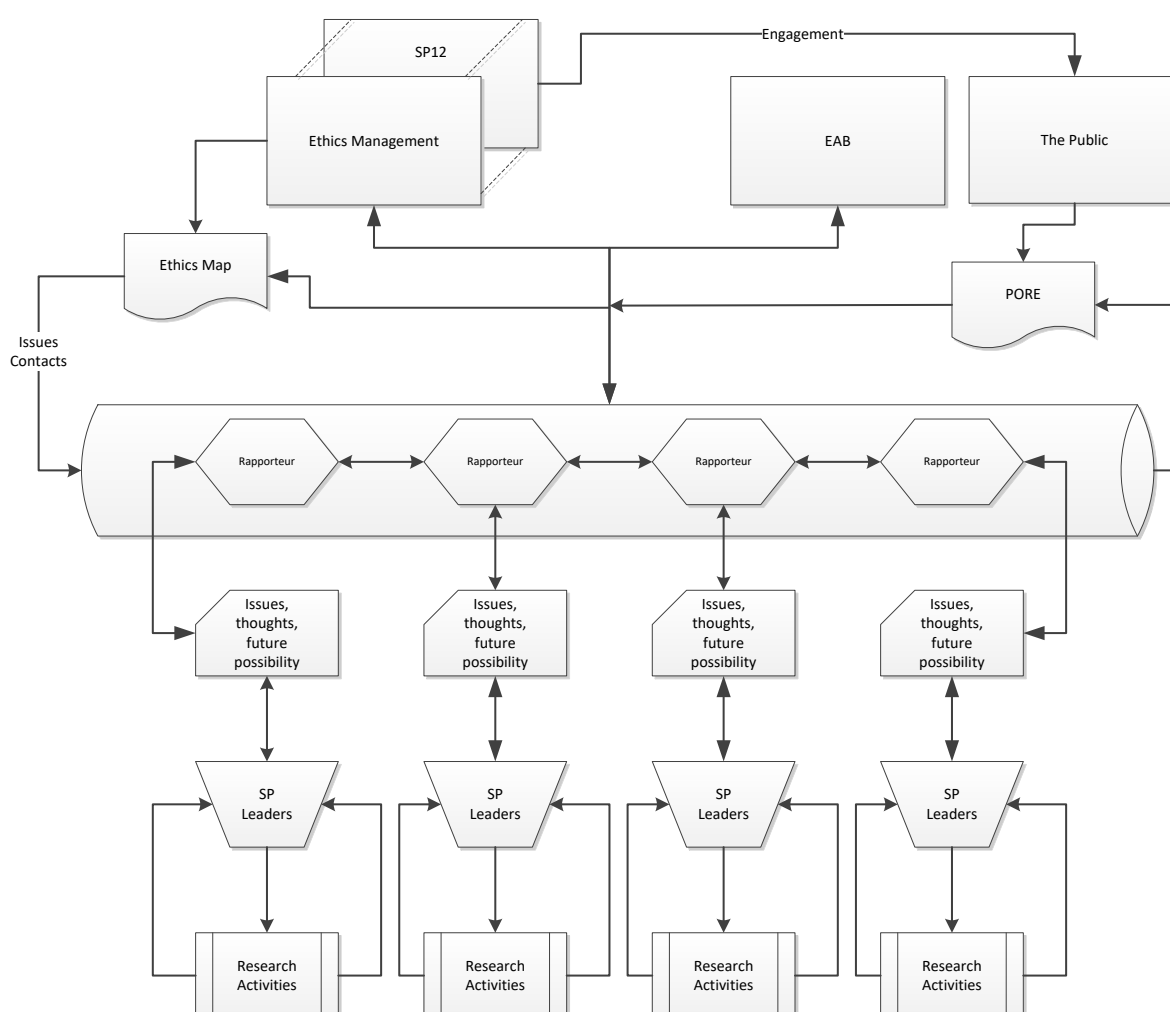 SP12
Engagement
Ethics Management
EAB
The Public
Ethics Map
PORE
Issues
Contacts
Rapporteur
Rapporteur
Rapporteur
Rapporteur
Issues,
thoughts,
future
possibility
Issues,
thoughts,
future
possibility
Issues,
thoughts,
future
possibility
Issues,
thoughts,
future
possibility
SP
Leaders
SP
Leaders
SP
Leaders
SP
Leaders
Research
Activities
Research
Activities
Research
Activities
Research
Activities